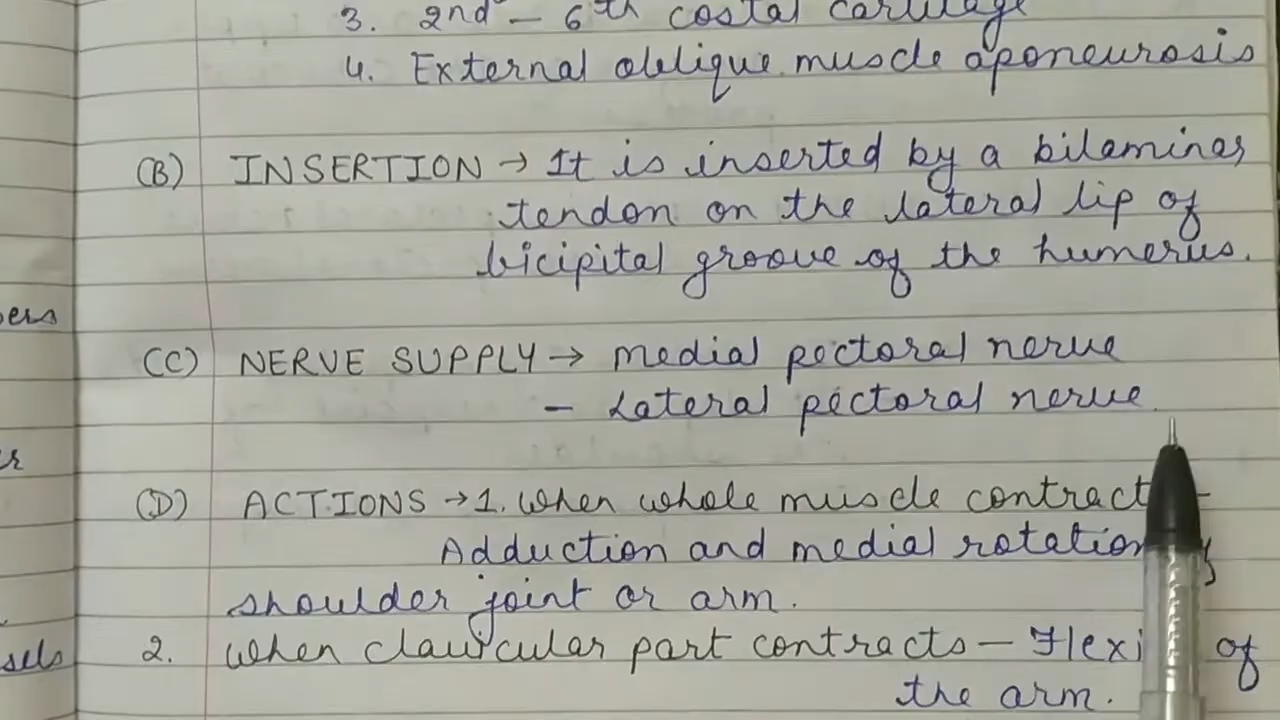 3. 2nd - 6th costal cartilage
4. External oblique muscle aponeurosis
(B) INSERTION → It is inserted by a bilaminar
tendon on the lateral lip of
bicipital groove of the humerus.
ers
(C) NERVE SUPPLY → medial pectoral nerve
- Lateral pectoral nerve
r
(D) ACTIONS → 1. when whole muscle contract -
Adduction and medial rotation
shoulder joint or arm.
sels
2. when clavicular part contracts - Flexi of
the arm.